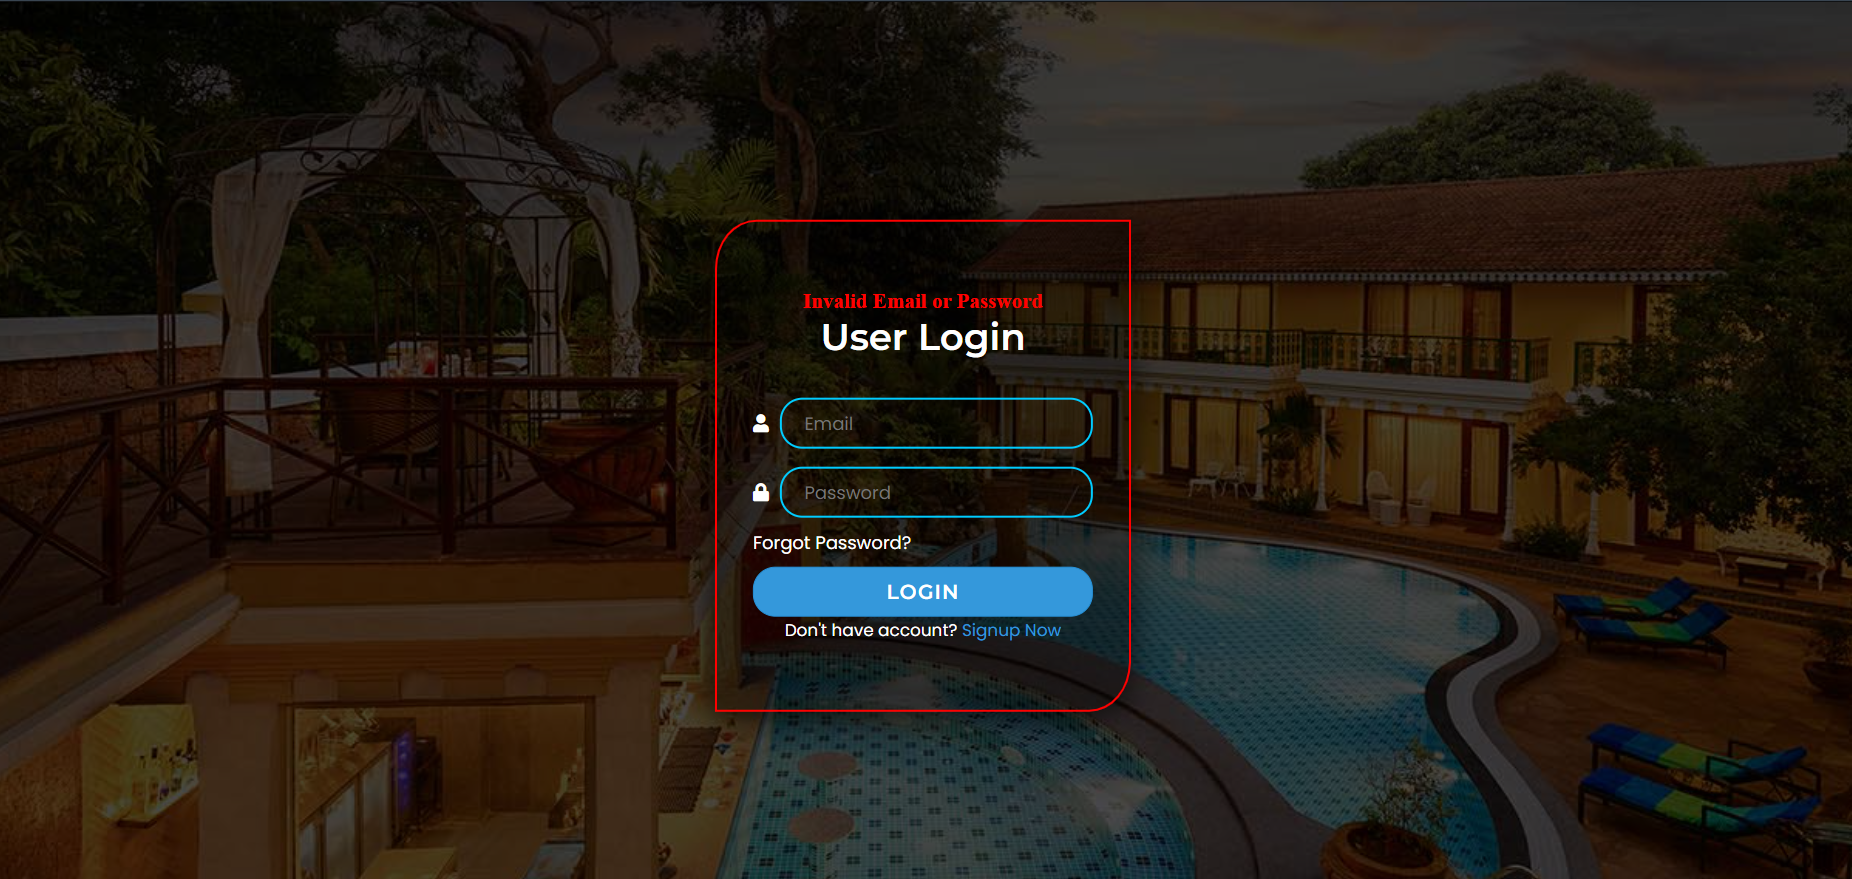 Invalid Email or Password
User Login
Email
Password
Forgot Password?
LOGIN
Don't have account? Signup Now